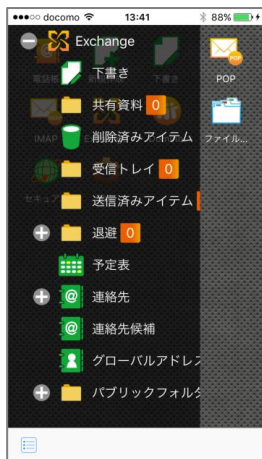 docomo 13:41 88%
Exchange
下書き
POP
共有資料 0
削除済みアイテム
ファイル...
受信トレイ 0
送信済みアイテム
退避 0
予定表
連絡先
連絡先候補
グローバルアドレス
パブリックフォルダ